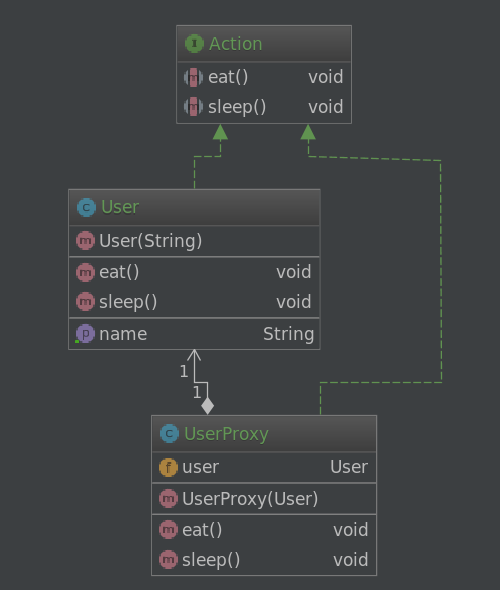 I Action
m eat() void
m sleep() void
C User
m User(String)
m eat() void
m sleep() void
p name String
1
1
C UserProxy
f user User
m UserProxy(User)
m eat() void
m sleep() void